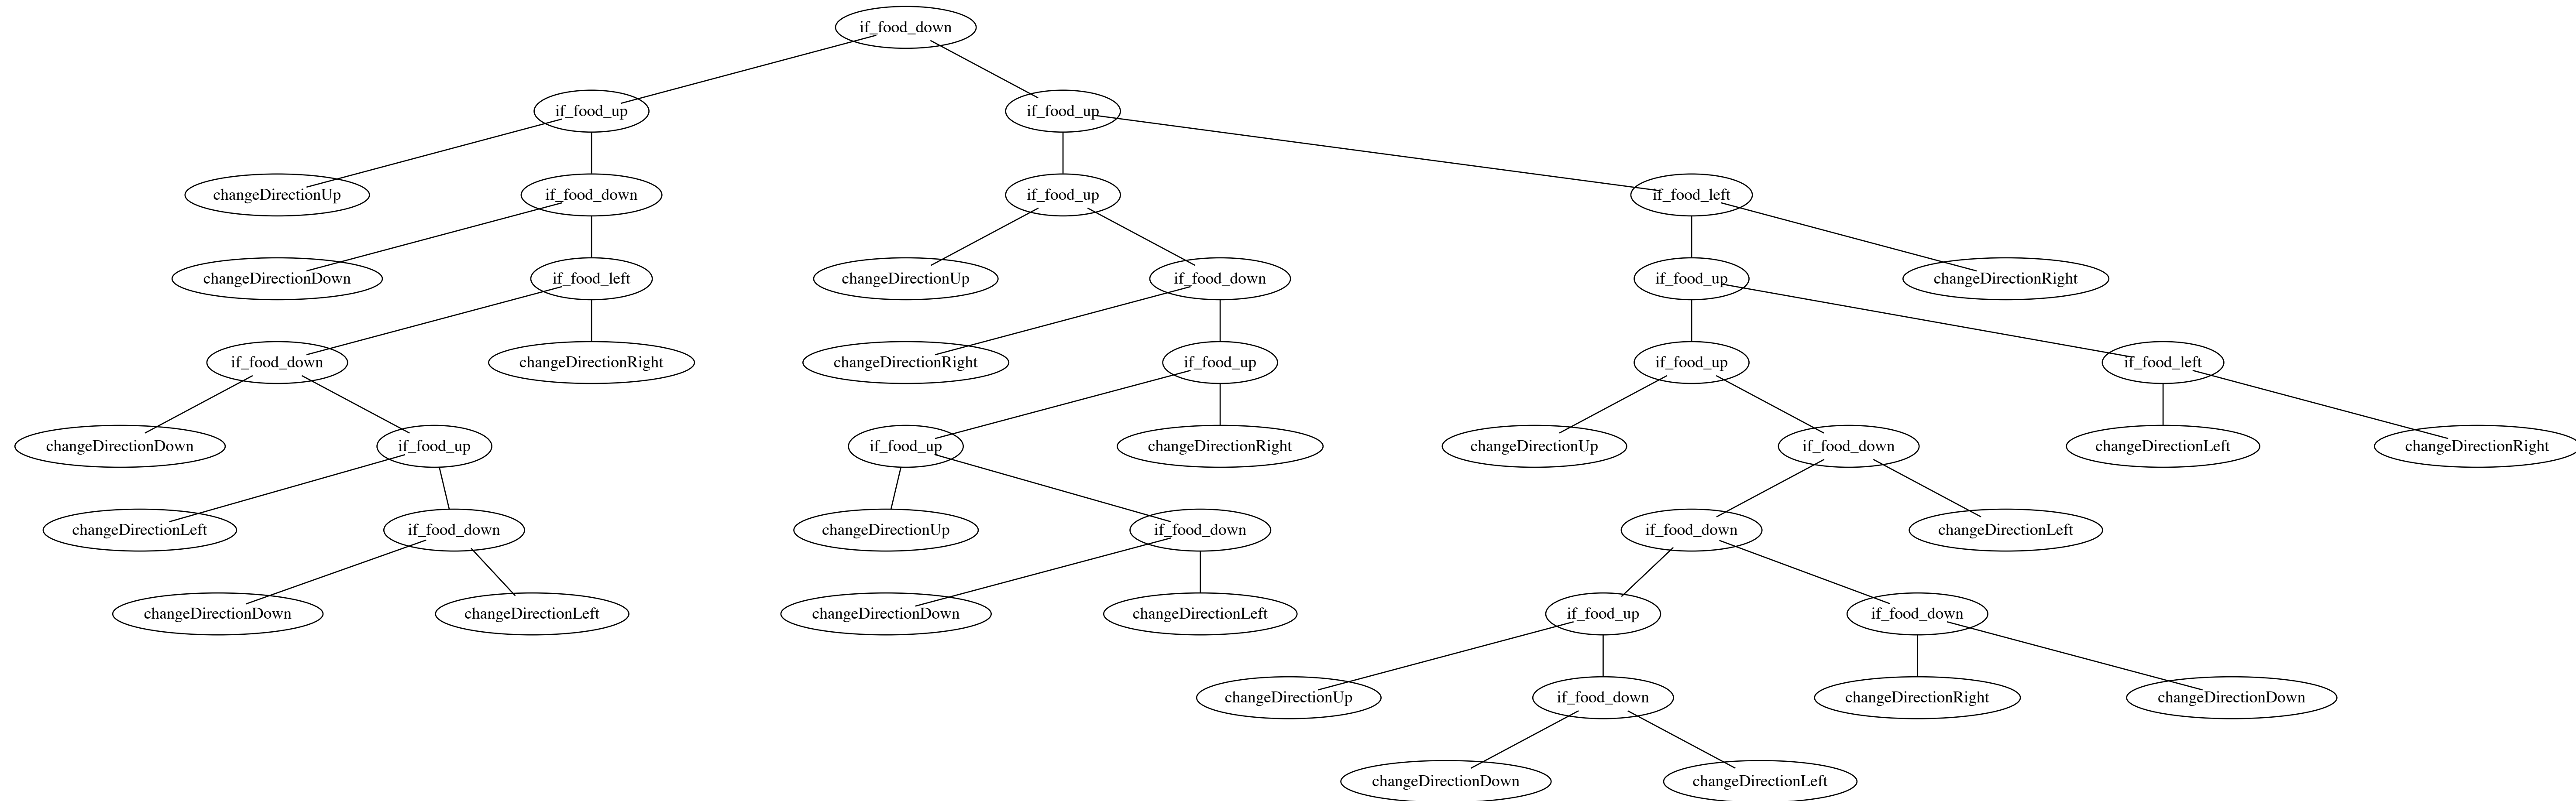 if_food_down
if_food_up
if_food_up
changeDirectionUp
if_food_down
if_food_up
if_food_left
changeDirectionDown
if_food_left
changeDirectionUp
if_food_down
if_food_up
changeDirectionRight
if_food_down
changeDirectionRight
changeDirectionRight
if_food_up
if_food_up
if_food_left
changeDirectionDown
if_food_up
if_food_up
changeDirectionRight
changeDirectionUp
if_food_down
changeDirectionLeft
changeDirectionRight
changeDirectionLeft
if_food_down
changeDirectionUp
if_food_down
if_food_down
changeDirectionLeft
changeDirectionDown
changeDirectionLeft
changeDirectionDown
changeDirectionLeft
if_food_up
if_food_down
changeDirectionUp
if_food_down
changeDirectionRight
changeDirectionDown
changeDirectionDown
changeDirectionLeft